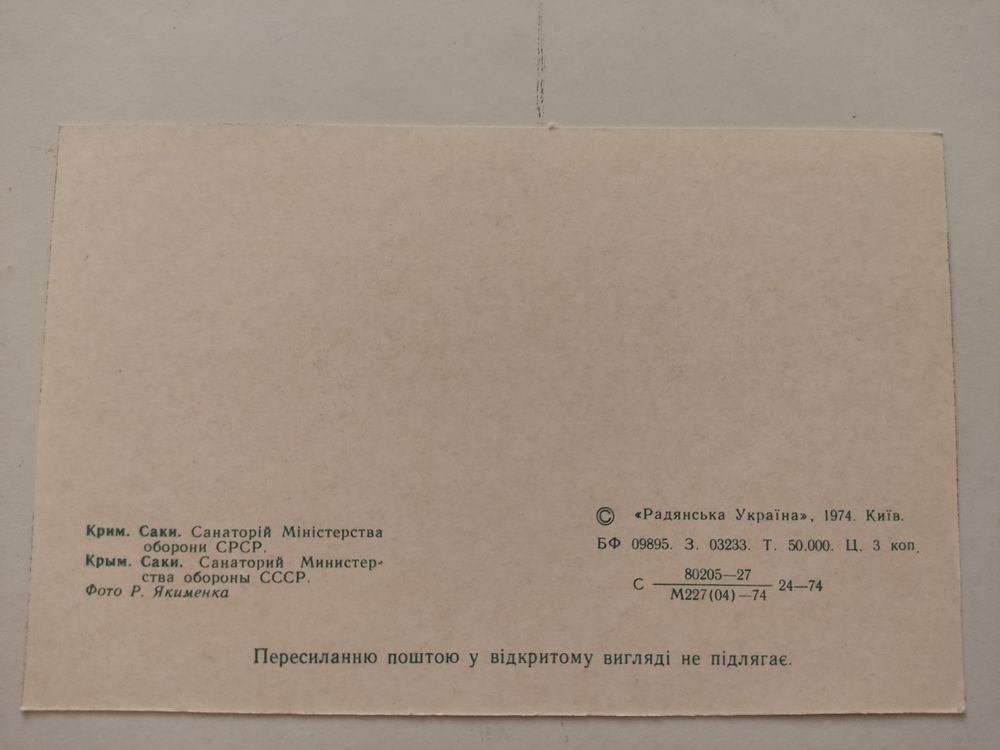 Крим. Саки. Санаторій Міністерства
оборони СРСР.
Крым. Саки. Санаторий Министер-
ства обороны СССР.
Фото Р. Якименка
© «Радянська Україна», 1974. Київ.
БФ 09895. З. 03233. Т. 50.000. Ц. 3 коп.
С 80205—27
М227(04)—74 24—74
Пересиланню поштою у відкритому вигляді не підлягає.